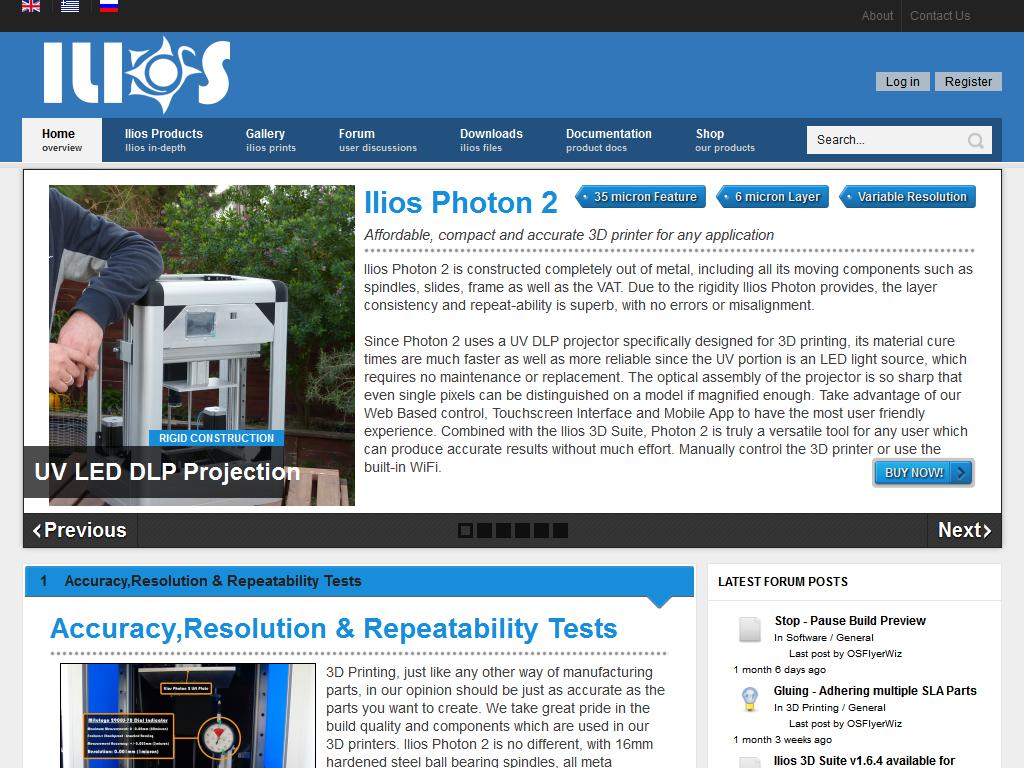 About
Contact Us
ILIOS
Log in
Register
Home
overview
Ilios Products
Ilios in-depth
Gallery
ilios prints
Forum
user discussions
Downloads
ilios files
Documentation
product docs
Shop
our products
Search...
Ilios Photon 2
35 micron Feature
6 micron Layer
Variable Resolution
Affordable, compact and accurate 3D printer for any application
Ilios Photon 2 is constructed completely out of metal, including all its moving components such as
spindles, slides, frame as well as the VAT. Due to the rigidity Ilios Photon provides, the layer
consistency and repeat-ability is superb, with no errors or misalignment.
Since Photon 2 uses a UV DLP projector specifically designed for 3D printing, its material cure
times are much faster as well as more reliable since the UV portion is an LED light source, which
requires no maintenance or replacement. The optical assembly of the projector is so sharp that
even single pixels can be distinguished on a model if magnified enough. Take advantage of our
Web Based control, Touchscreen Interface and Mobile App to have the most user friendly
experience. Combined with the Ilios 3D Suite, Photon 2 is truly a versatile tool for any user which
can produce accurate results without much effort. Manually control the 3D printer or use the
built-in WiFi.
BUY NOW!
RIGID CONSTRUCTION
UV LED DLP Projection
Previous
Next
1 Accuracy,Resolution & Repeatability Tests
Accuracy,Resolution & Repeatability Tests
Ilios Photon 2 UV Plate
Mitutoyo 2900S-70 Dial Indicator
3D Printing, just like any other way of manufacturing
parts, in our opinion should be just as accurate as the
parts you want to create. We take great pride in the
build quality and components which are used in our
3D printers. Ilios Photon 2 is no different, with 16mm
hardened steel ball bearing spindles, all meta
LATEST FORUM POSTS
Stop - Pause Build Preview
In Software / General
Last post by OSFlyerWiz
1 month 6 days ago
Gluing - Adhering multiple SLA Parts
In 3D Printing / General
Last post by OSFlyerWiz
1 month 3 weeks ago
Ilios 3D Suite v1.6.4 available for